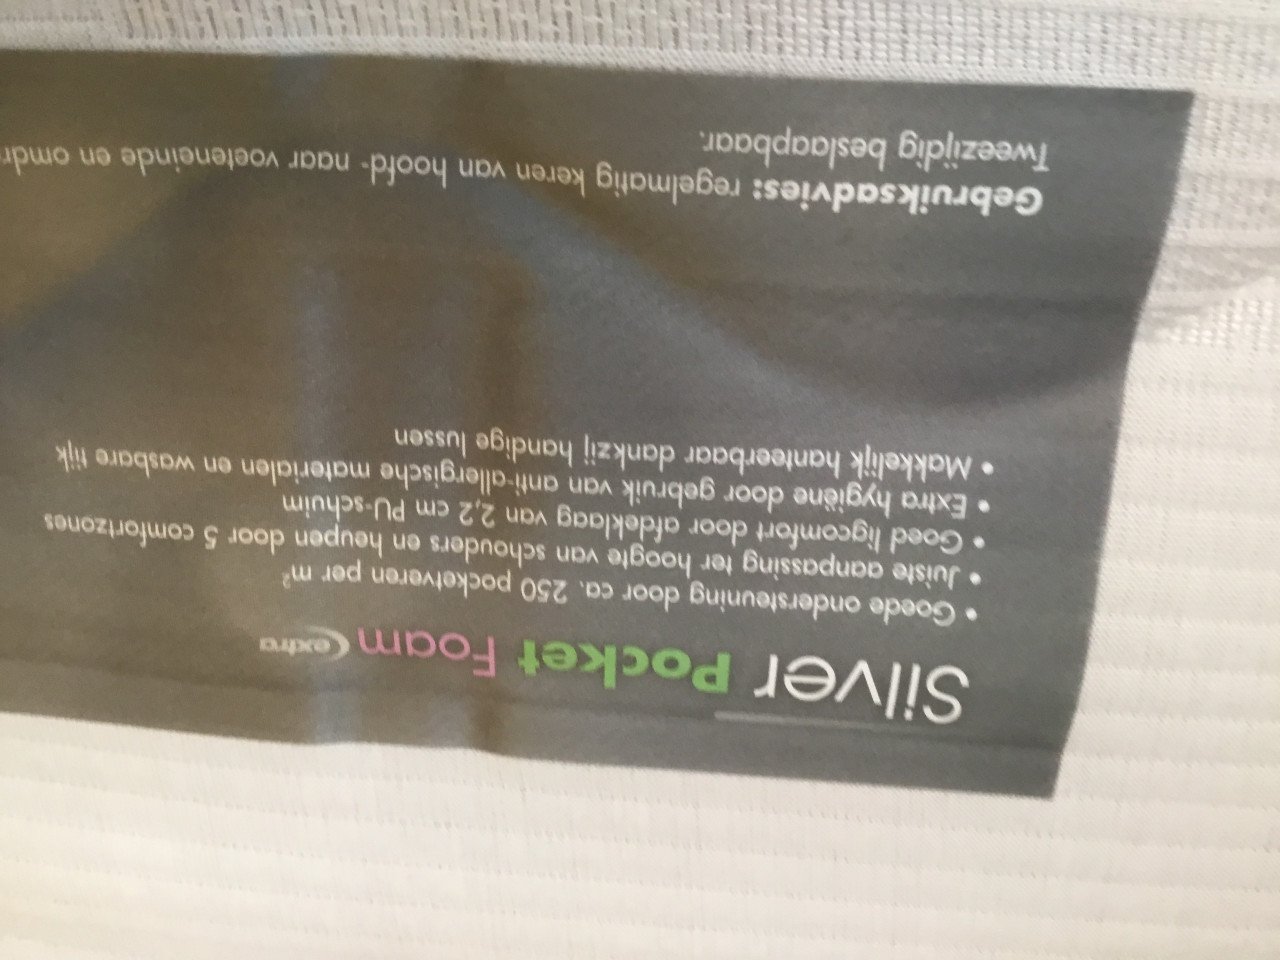 Silver Pocket Foam extra
• Goede ondersteuning door ca. 250 pocketveren per m²
• Juiste aanpassing ter hoogte van schouders en heupen door 5 comfortzones
• Goed ligcomfort door afdeklaag van 2,2 cm PU-schuim
• Extra hygiëne door gebruik van anti-allergische materialen en wasbare tijk
• Makkelijk hanteerbaar dankzij handige lussen
Gebruiksadvies: regelmatig keren van hoofd- naar voeteneinde en
Tweezijdig beslaapbaar.